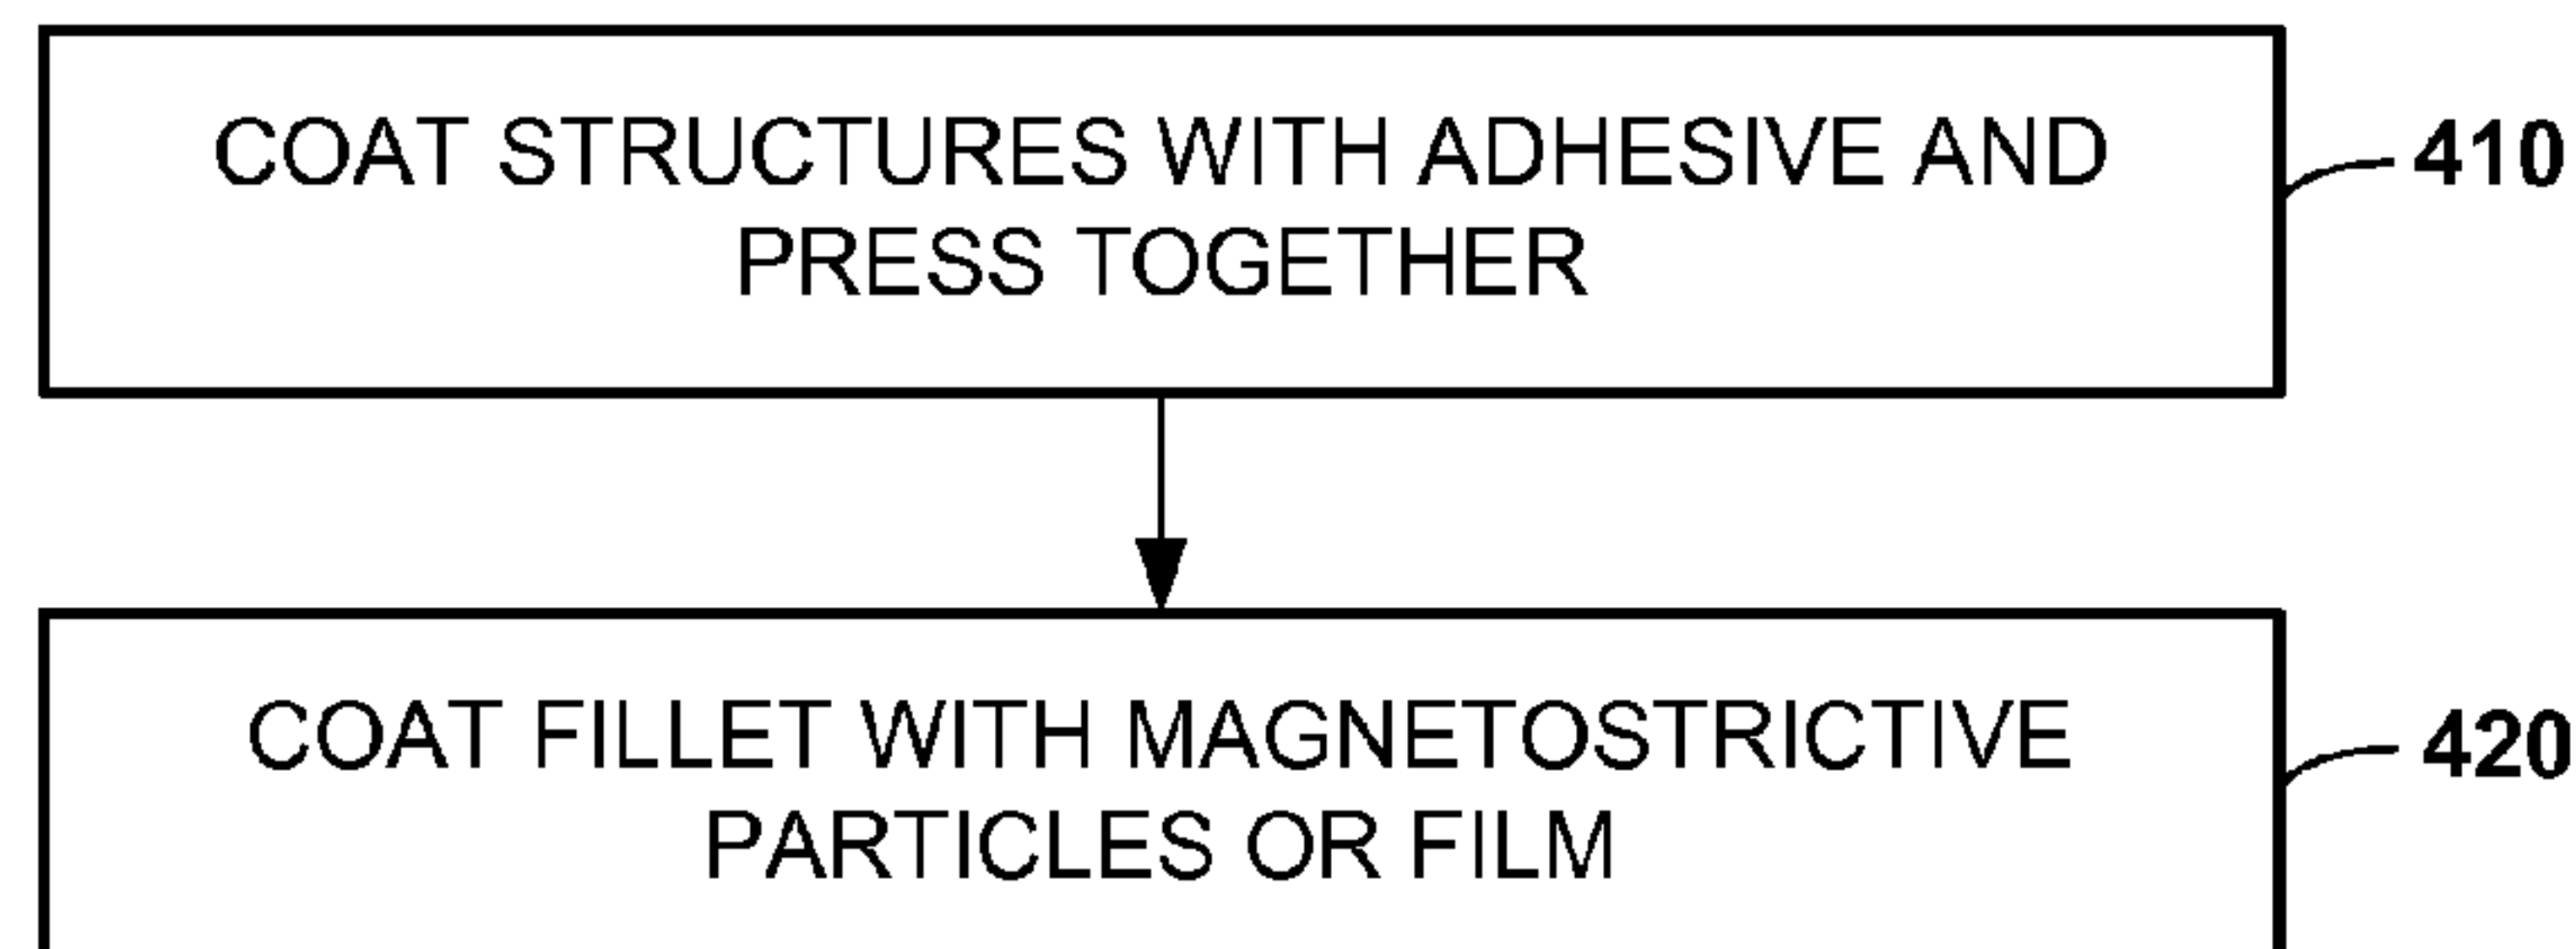 COAT STRUCTURES WITH ADHESIVE AND
PRESS TOGETHER
410
COAT FILLET WITH MAGNETOSTRICTIVE
PARTICLES OR FILM
420